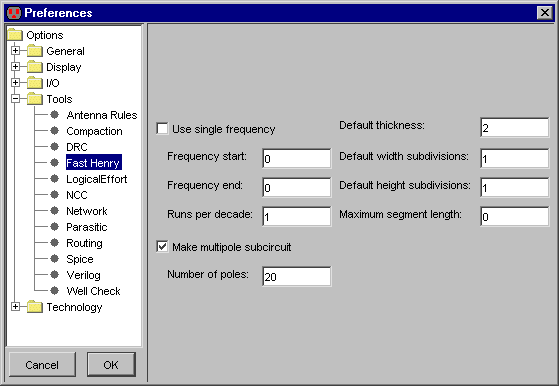 Preferences
Options
General
Display
I/O
Tools
Antenna Rules
Compaction
DRC
Fast Henry
LogicalEffort
NCC
Network
Parasitic
Routing
Spice
Verilog
Well Check
Technology
Cancel
OK
Use single frequency
Frequency start: 0
Frequency end: 0
Runs per decade: 1
Make multipole subcircuit
Number of poles: 20
Default thickness: 2
Default width subdivisions: 1
Default height subdivisions: 1
Maximum segment length: 0